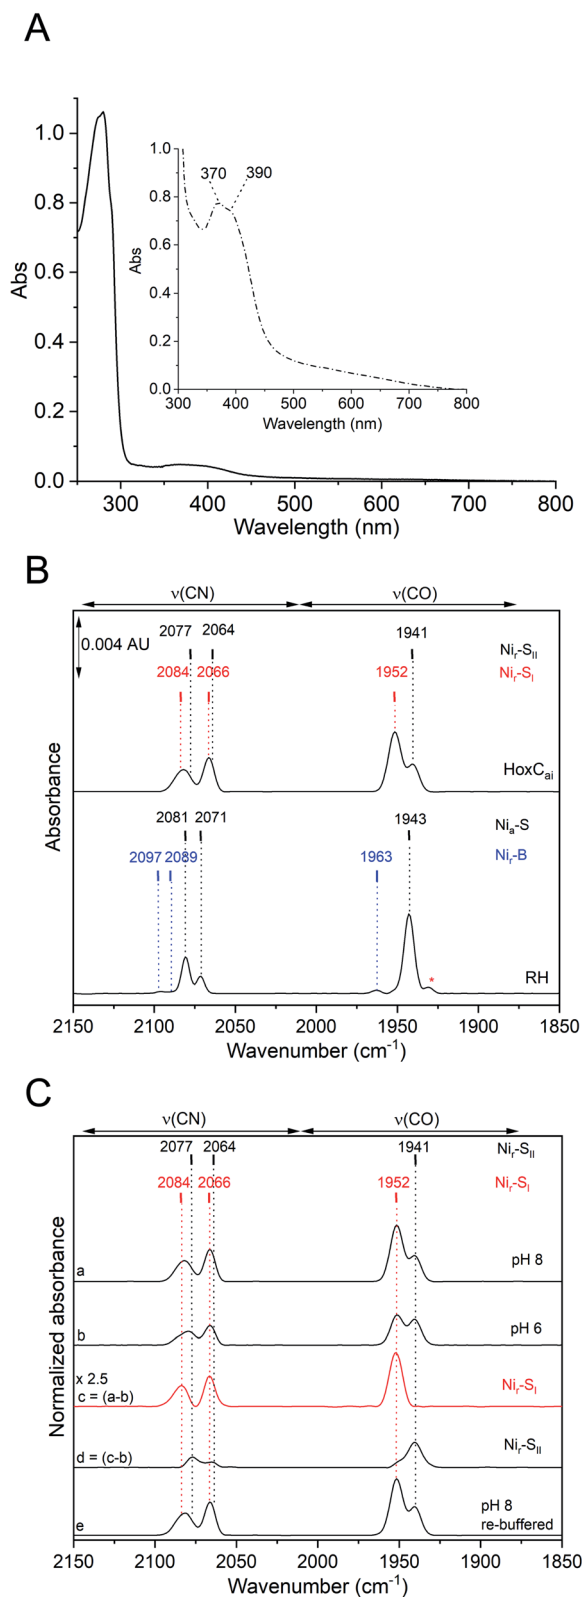 A
Abs
1.0
0.8
0.6
0.4
0.2
0.0
300 400 500 600 700 800
Wavelength (nm)
Abs
1.0
0.8
0.6
0.4
0.2
0.0
370 390
300 400 500 600 700 800
Wavelength (nm)
B
ν(CN) ν(CO)
0.004 AU
2077 2064 1941 Nir-SII
2084 2066 1952 Nir-SI
HoxCai
2081 2071 1943 Nia-S
2097 2089 1963 Nir-B
*
RH
Absorbance
2150 2100 2050 2000 1950 1900 1850
Wavenumber (cm-1)
C
ν(CN) ν(CO)
2077 2064 1941 Nir-SII
2084 2066 1952 Nir-SI
a pH 8
b pH 6
x 2.5
c = (a-b) Nir-SI
d = (c-b) Nir-SII
e pH 8
re-buffered
Normalized absorbance
2150 2100 2050 2000 1950 1900 1850
Wavenumber (cm-1)